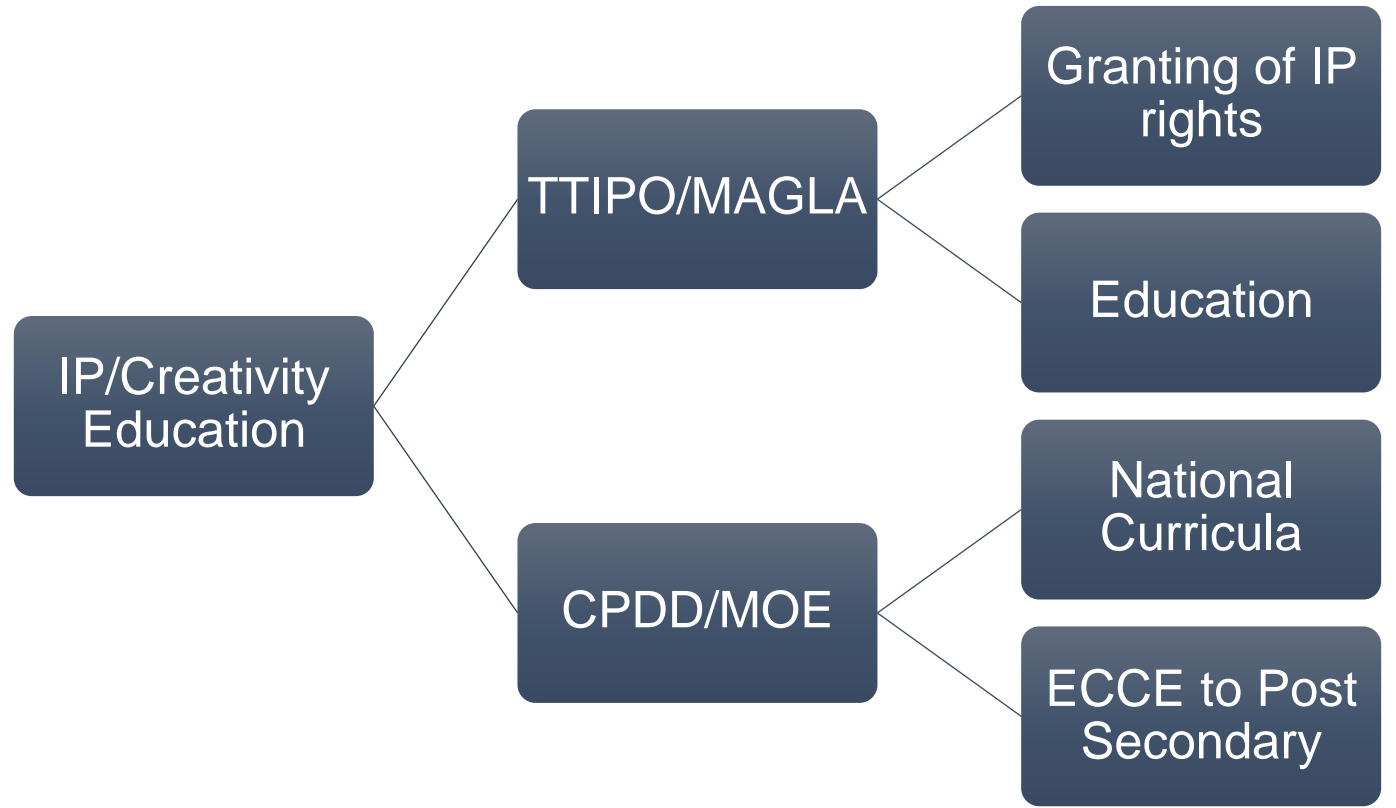 IP/Creativity
Education
TTIPO/MAGLA
Granting of IP
rights
Education
CPDD/MOE
National
Curricula
ECCE to Post
Secondary